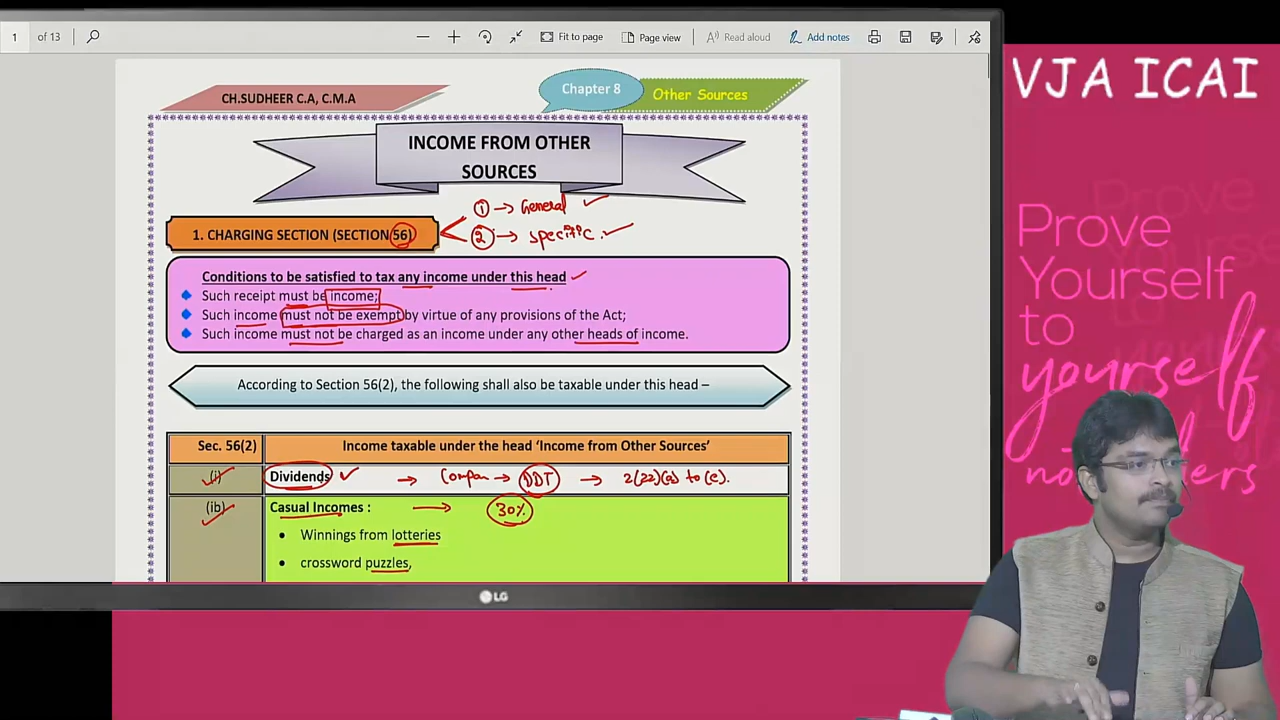 1 of 13 Fit to page Page view Read aloud Add notes
VJA ICAI
CH.SUDHEER C.A, C.M.A
Chapter 8
Other Sources
INCOME FROM OTHER
SOURCES
1. CHARGING SECTION (SECTION 56)
① → General ✓
② → Specific ✓
Conditions to be satisfied to tax any income under this head ✓
Such receipt must be income;
Such income must not be exempt by virtue of any provisions of the Act;
Such income must not be charged as an income under any other heads of income.
According to Section 56(2), the following shall also be taxable under this head –
Sec. 56(2) Income taxable under the head 'Income from Other Sources'
(i) Dividends ✓ → Compan → DDT → 2(22)(a) to (e).
(ib) Casual Incomes : → 30%
• Winnings from lotteries
• crossword puzzles,
LG
Prove
Yourself
to
yourself